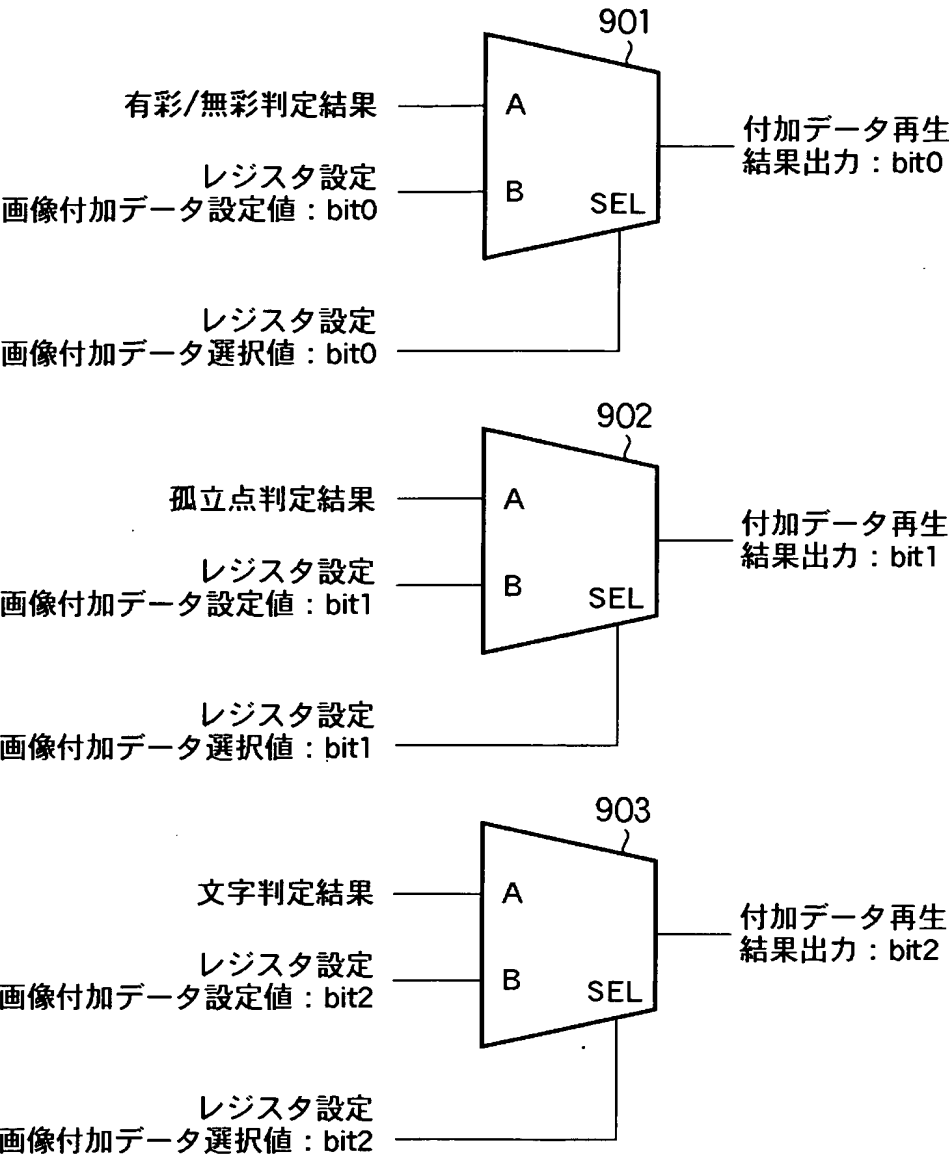 901
有彩/無彩判定結果
A
レジスタ設定
画像付加データ設定値：bit0
B
SEL
付加データ再生
結果出力：bit0
レジスタ設定
画像付加データ選択値：bit0
902
孤立点判定結果
A
レジスタ設定
画像付加データ設定値：bit1
B
SEL
付加データ再生
結果出力：bit1
レジスタ設定
画像付加データ選択値：bit1
903
文字判定結果
A
レジスタ設定
画像付加データ設定値：bit2
B
SEL
付加データ再生
結果出力：bit2
レジスタ設定
画像付加データ選択値：bit2